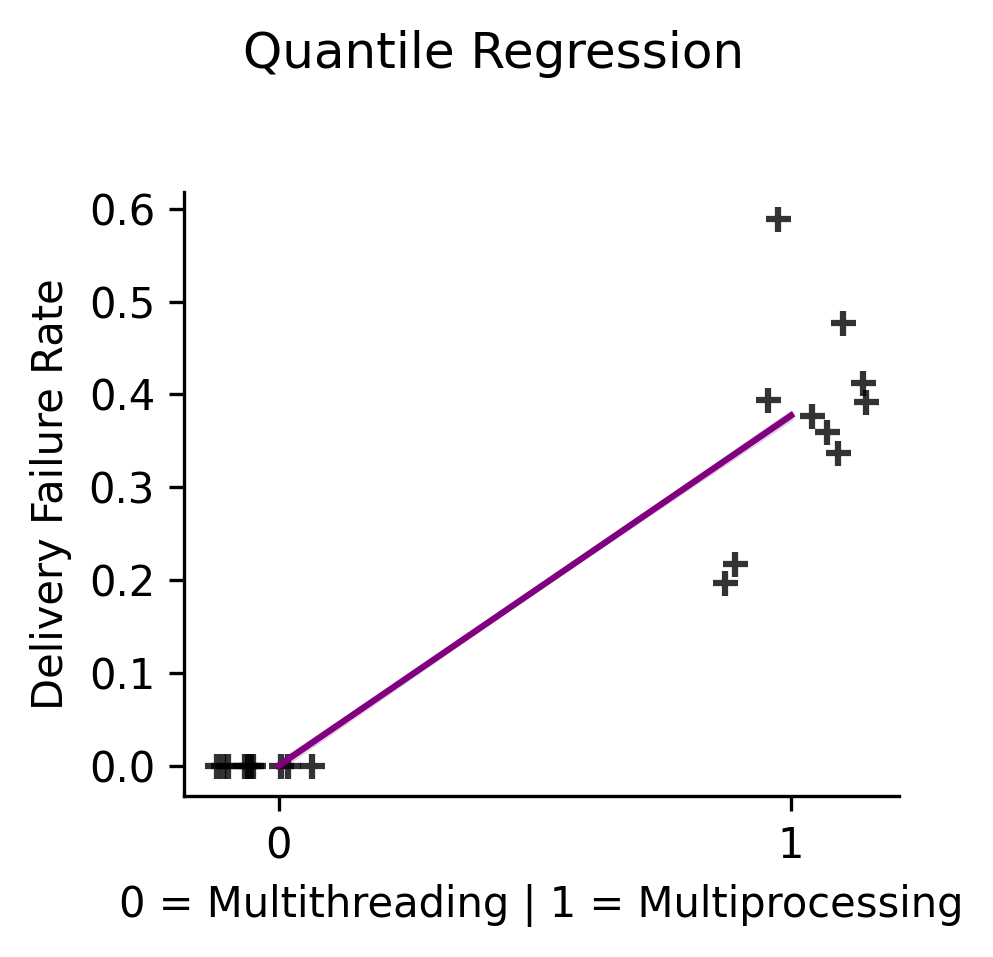 Quantile Regression
0.6
0.5
0.4
0.3
0.2
0.1
0.0
Delivery Failure Rate
0 1
0 = Multithreading | 1 = Multiprocessing